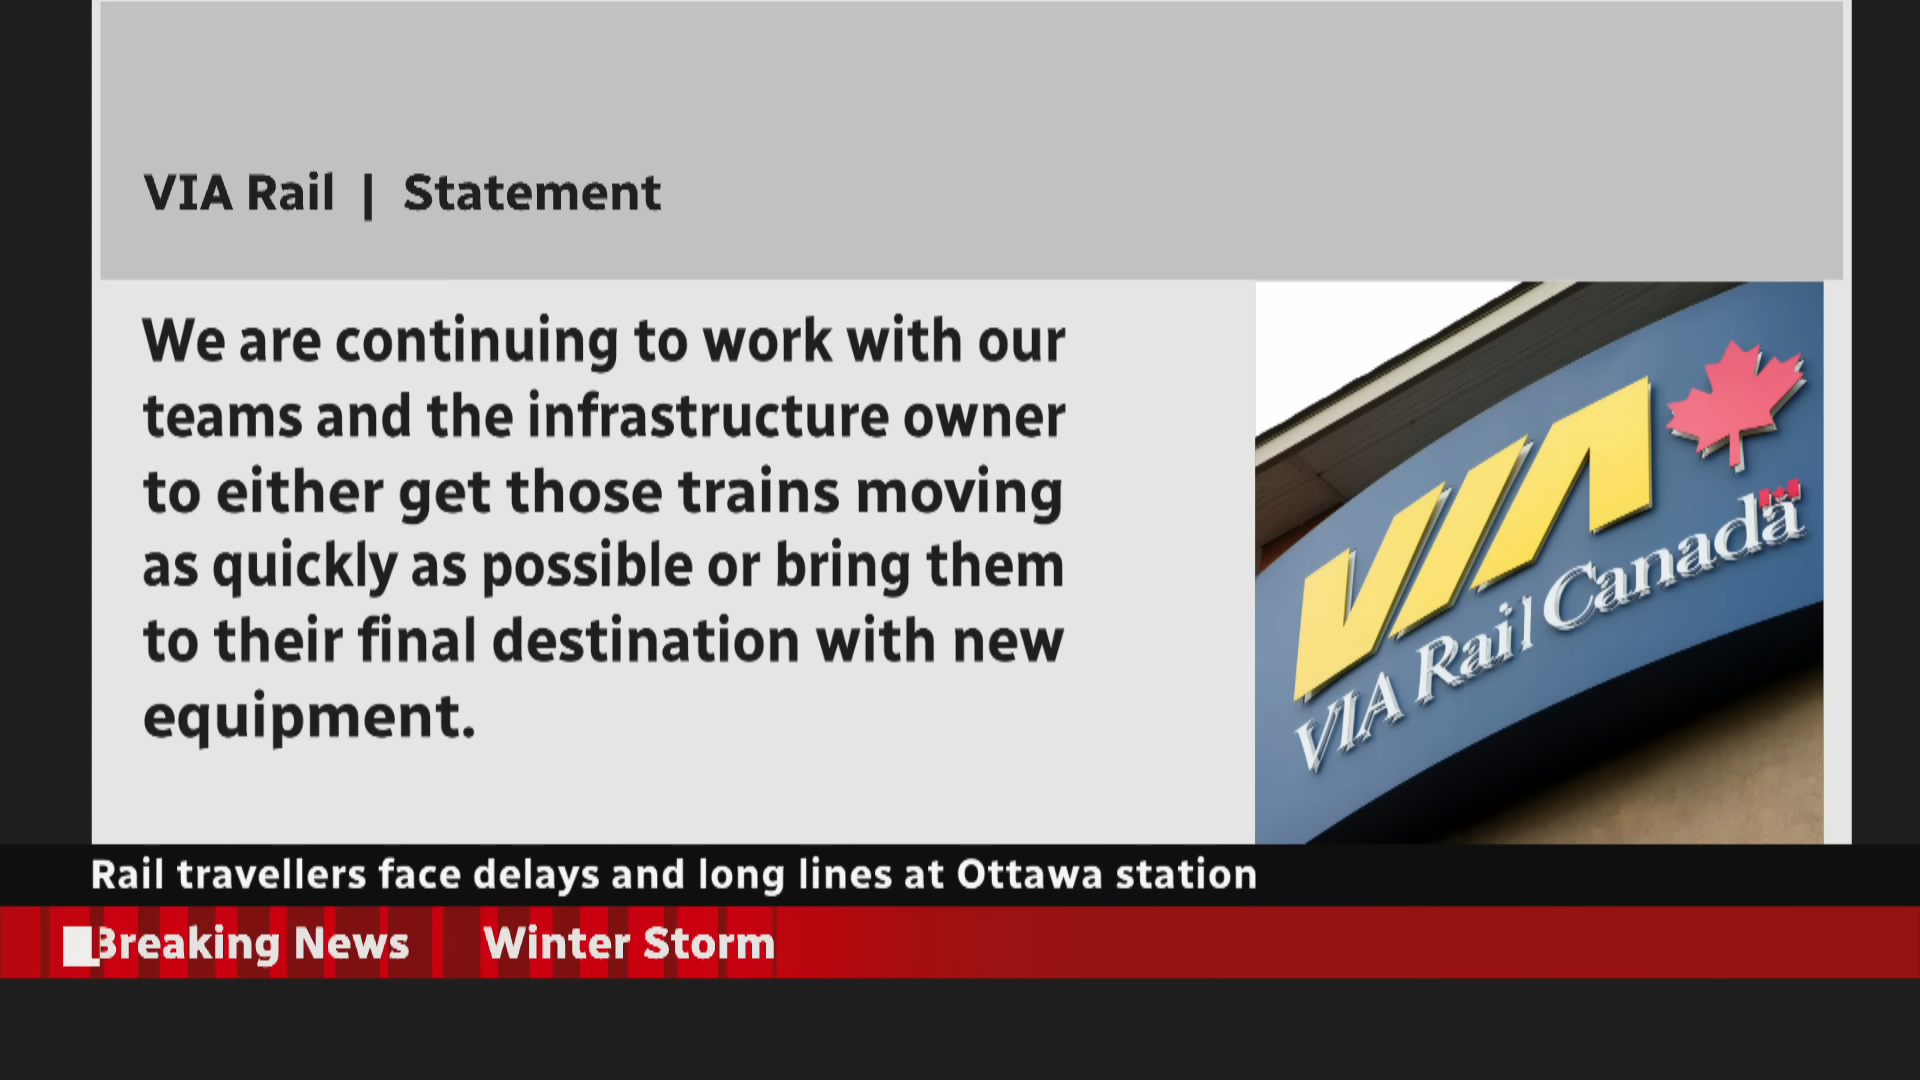 VIA Rail | Statement
We are continuing to work with our
teams and the infrastructure owner
to either get those trains moving
as quickly as possible or bring them
to their final destination with new
equipment.
VIA
VIA Rail Canada
Rail travellers face delays and long lines at Ottawa station
Breaking News Winter Storm